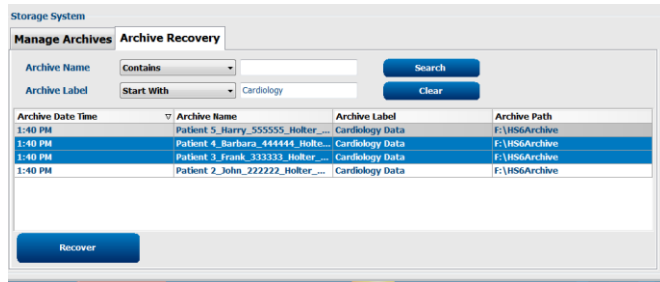 Storage System
Manage Archives Archive Recovery
Archive Name Contains Search
Archive Label Start With Cardiology Clear
Archive Date Time Archive Name Archive Label Archive Path
1:40 PM Patient 5_Harry_555555_Holter_... Cardiology Data F:\HS6Archive
1:40 PM Patient 4_Barbara_444444_Holte... Cardiology Data F:\HS6Archive
1:40 PM Patient 3_Frank_333333_Holter_... Cardiology Data F:\HS6Archive
1:40 PM Patient 2_John_222222_Holter_... Cardiology Data F:\HS6Archive
Recover